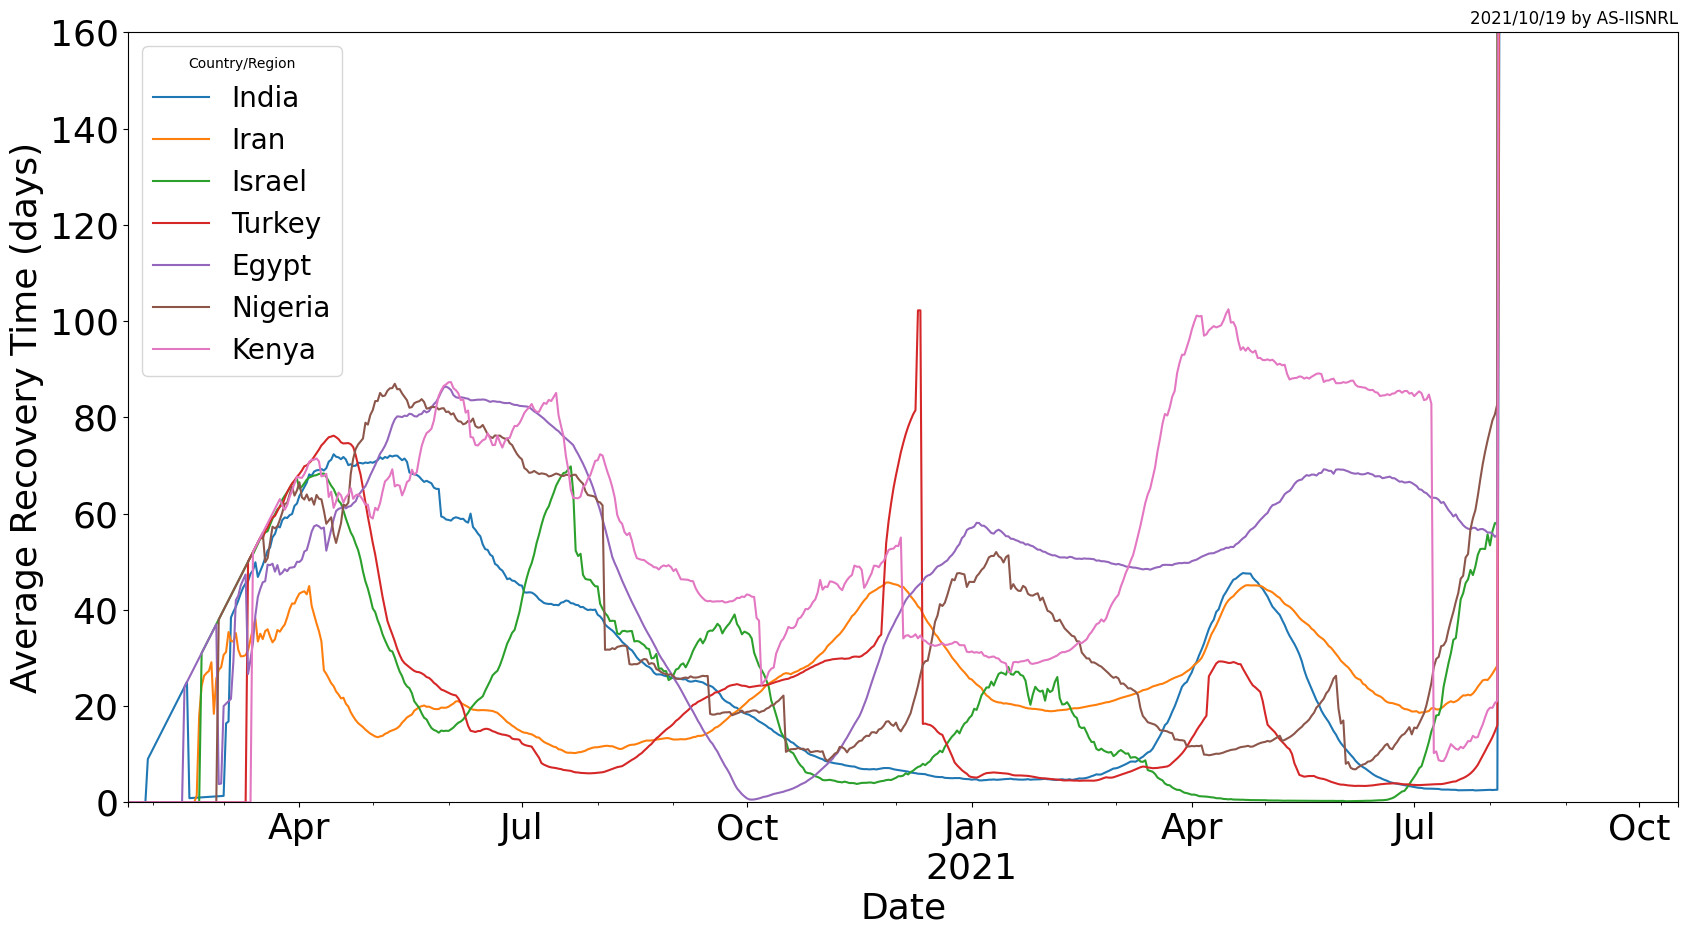 2021/10/19 by AS-IISNRL
Average Recovery Time (days)
160
140
120
100
80
60
40
20
0
Country/Region
India
Iran
Israel
Turkey
Egypt
Nigeria
Kenya
Apr Jul Oct Jan Apr Jul Oct
2021
Date